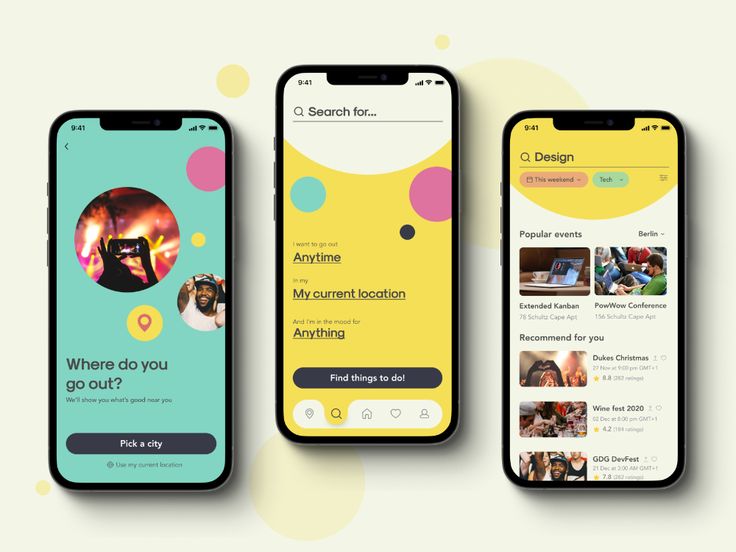 9:41
Where do you
go out?
We'll show you what's good near you
Pick a city
Use my current location
9:41
Search for...
I want to go out
Anytime
In my
My current location
And I'm in the mood for
Anything
Find things to do!
9:41
Design
This weekend
Tech
Popular events
Berlin
Extended Kanban
78 Schultz Cape Apt
PowWow Conference
156 Schultz Cape Apt
Recommend for you
Dukes Christmas
27 Nov at 9:00 pm GMT+1
8.8 (282 ratings)
Wine fest 2020
02 Dec at 8:00 pm GMT+1
4.2 (184 ratings)
GDG DevFest
21 Dec at 3:00 AM GMT+1
7.8 (282 ratings)